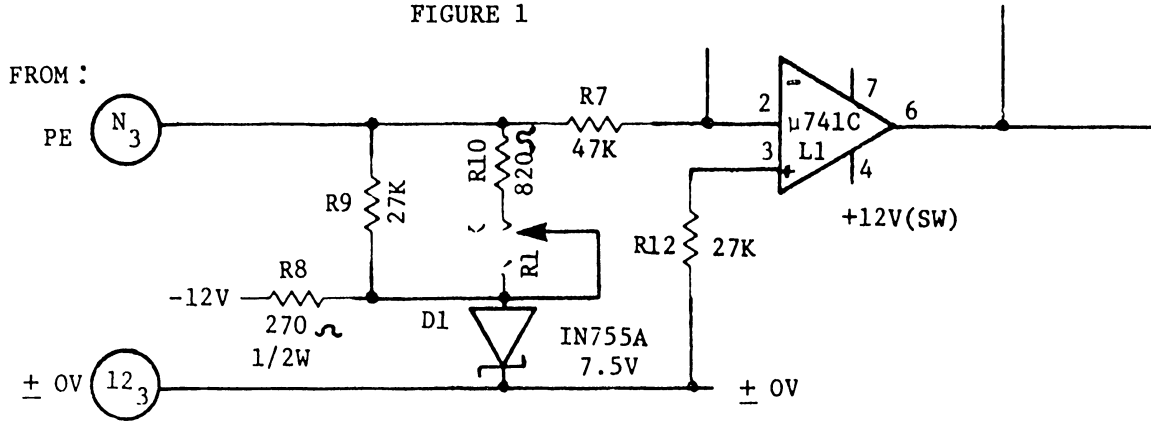 FIGURE 1
FROM:
PE
N3
R7
47K
2
3
μ741C
L1
7
6
4
+12V(SW)
R10
820Ω
R9
27K
R1
R12
27K
R8
-12V
270 Ω
1/2W
D1
IN755A
7.5V
± OV
123
± OV